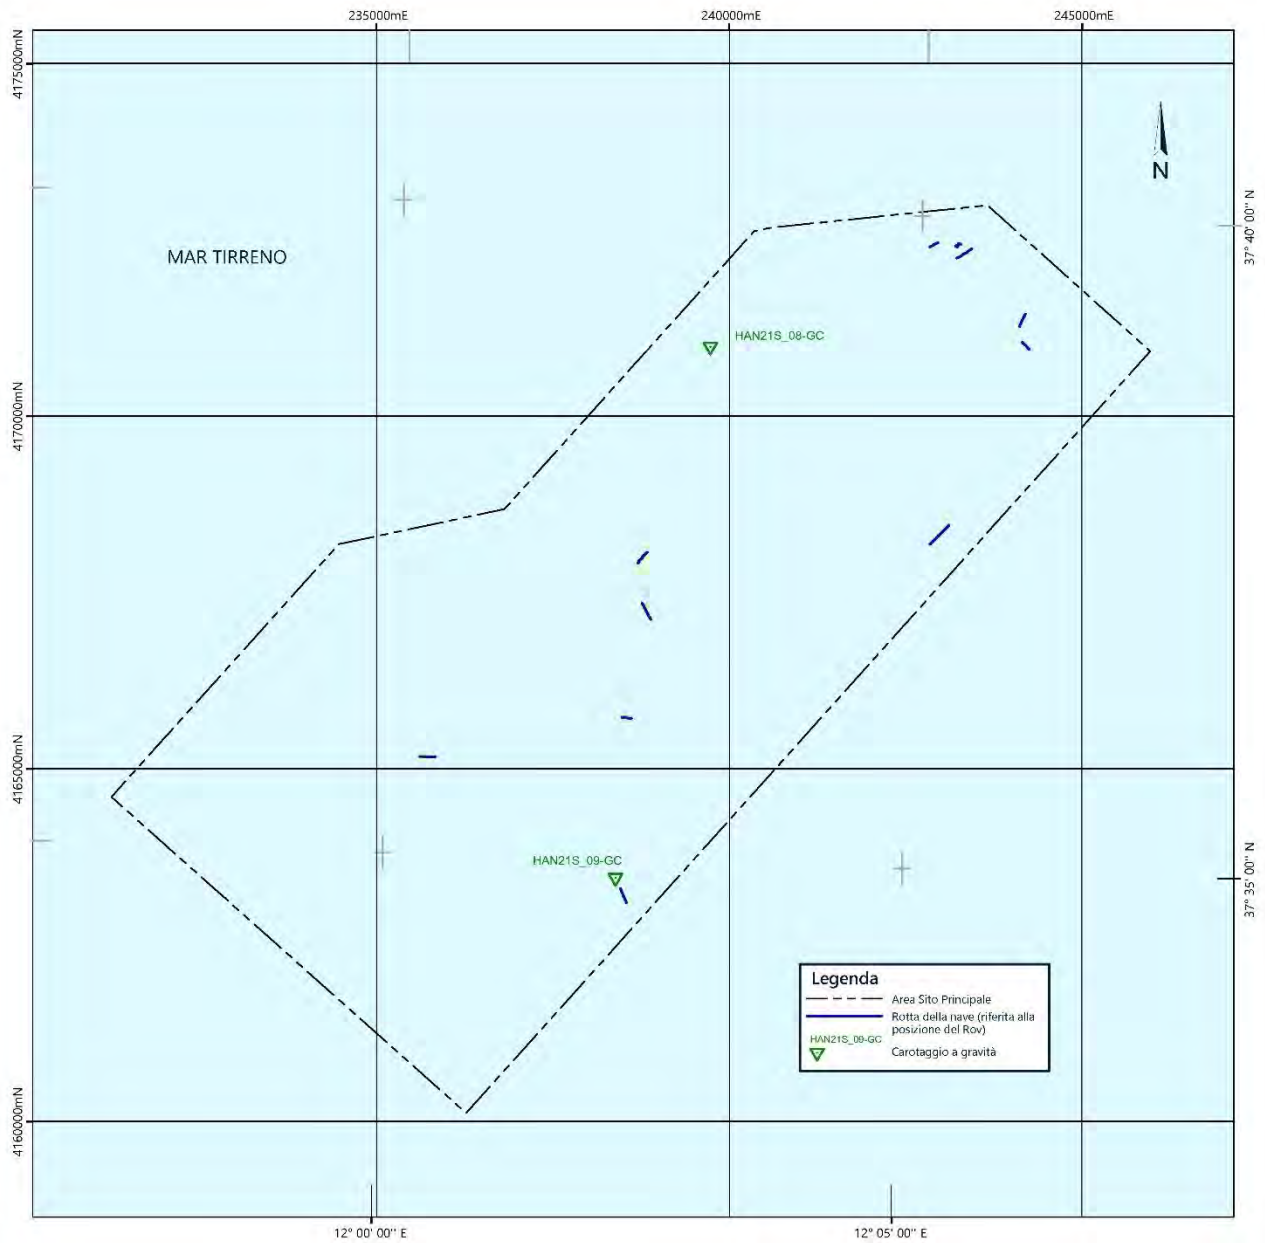 235000mE
240000mE
245000mE
4175000mN
N
37° 40' 00'' N
MAR TIRRENO
HAN21S_08-GC
4170000mN
4165000mN
HAN21S_09-GC
37° 35' 00'' N
Legenda
Area Sito Principale
Rotta della nave (riferita alla
posizione del Rov)
HAN21S_09-GC
Carotaggio a gravità
4160000mN
12° 00' 00'' E
12° 05' 00'' E